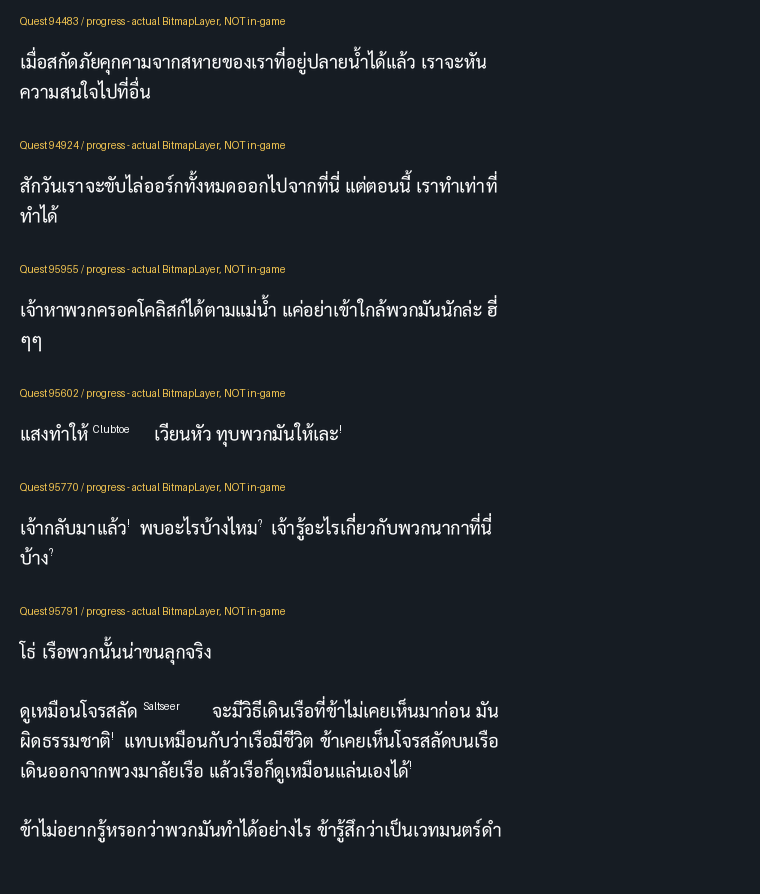 Quest 94483 / progress - actual BitmapLayer, NOT in-game
เมื่อสกัดภัยคุกคามจากสหายของเราที่อยู่ปลายน้ำได้แล้ว เราจะหัน
ความสนใจไปที่อื่น
Quest 94924 / progress - actual BitmapLayer, NOT in-game
สักวันเราจะขับไล่ออร์กทั้งหมดออกไปจากที่นี่ แต่ตอนนี้ เราทำเท่าที่
ทำได้
Quest 95955 / progress - actual BitmapLayer, NOT in-game
เจ้าหาพวกครอคโคลิสก์ได้ตามแม่น้ำ แค่อย่าเข้าใกล้พวกมันนักล่ะ ฮี่
ๆๆ
Quest 95602 / progress - actual BitmapLayer, NOT in-game
แสงทำให้ Clubtoe เวียนหัว ทุบพวกมันให้เละ!
Quest 95770 / progress - actual BitmapLayer, NOT in-game
เจ้ากลับมาแล้ว! พบอะไรบ้างไหม? เจ้ารู้อะไรเกี่ยวกับพวกนากาที่นี่
บ้าง?
Quest 95791 / progress - actual BitmapLayer, NOT in-game
โธ่ เรือพวกนั้นน่าขนลุกจริง
ดูเหมือนโจรสลัด Saltseer จะมีวิธีเดินเรือที่ข้าไม่เคยเห็นมาก่อน มัน
ผิดธรรมชาติ! แทบเหมือนกับว่าเรือมีชีวิต ข้าเคยเห็นโจรสลัดบนเรือ
เดินออกจากพวงมาลัยเรือ แล้วเรือก็ดูเหมือนแล่นเองได้!
ข้าไม่อยากรู้หรอกว่าพวกมันทำได้อย่างไร ข้ารู้สึกว่าเป็นเวทมนตร์ดำ